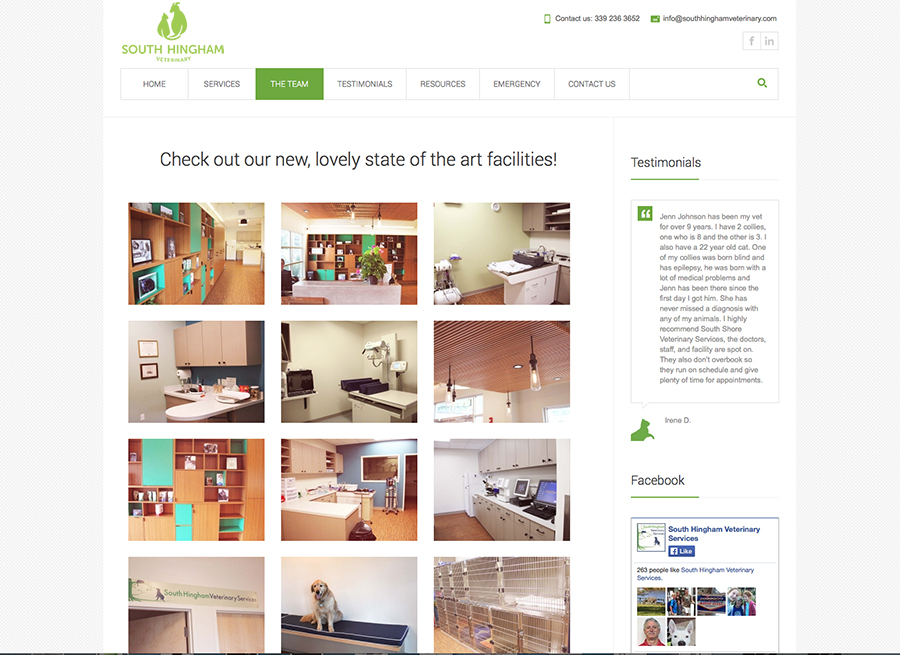 SOUTH HINGHAM
VETERINARY
Contact us: 339 236 3652
info@southhinghamveterinary.com
HOME
SERVICES
THE TEAM
TESTIMONIALS
RESOURCES
EMERGENCY
CONTACT US
Check out our new, lovely state of the art facilities!
SouthHinghamVeterinaryServices
Testimonials
Jenn Johnson has been my vet
for over 9 years. I have 2 collies,
one who is 8 and the other is 3. I
also have a 22 year old cat. One
of my collies was born blind and
has epilepsy, he was born with a
lot of medical problems and
Jenn has been there since the
first day I got him. She has
never missed a diagnosis with
any of my animals. I highly
recommend South Shore
Veterinary Services, the doctors,
staff, and facility are spot on.
They also don't overbook so
they run on schedule and give
plenty of time for appointments.
Irene D.
Facebook
South Hingham Veterinary
Services
Like
263 people like South Hingham Veterinary
Services.